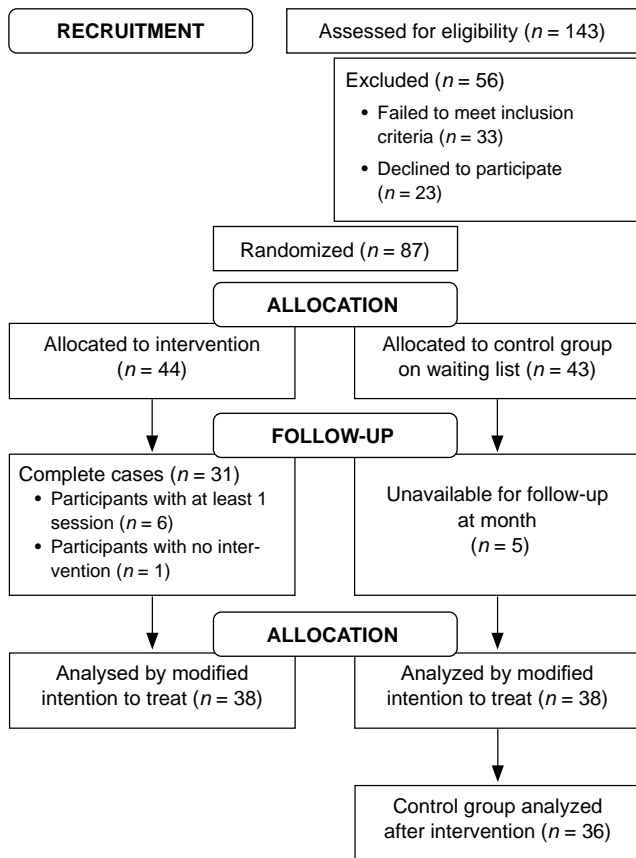 RECRUITMENT
Assessed for eligibility (n = 143)
Excluded (n = 56)
• Failed to meet inclusion
criteria (n = 33)
• Declined to participate
(n = 23)
Randomized (n = 87)
ALLOCATION
Allocated to intervention
(n = 44)
Allocated to control group
on waiting list (n = 43)
FOLLOW-UP
Complete cases (n = 31)
• Participants with at least 1
session (n = 6)
• Participants with no inter-
vention (n = 1)
Unavailable for follow-up
at month
(n = 5)
ALLOCATION
Analysed by modified
intention to treat (n = 38)
Analyzed by modified
intention to treat (n = 38)
Control group analyzed
after intervention (n = 36)